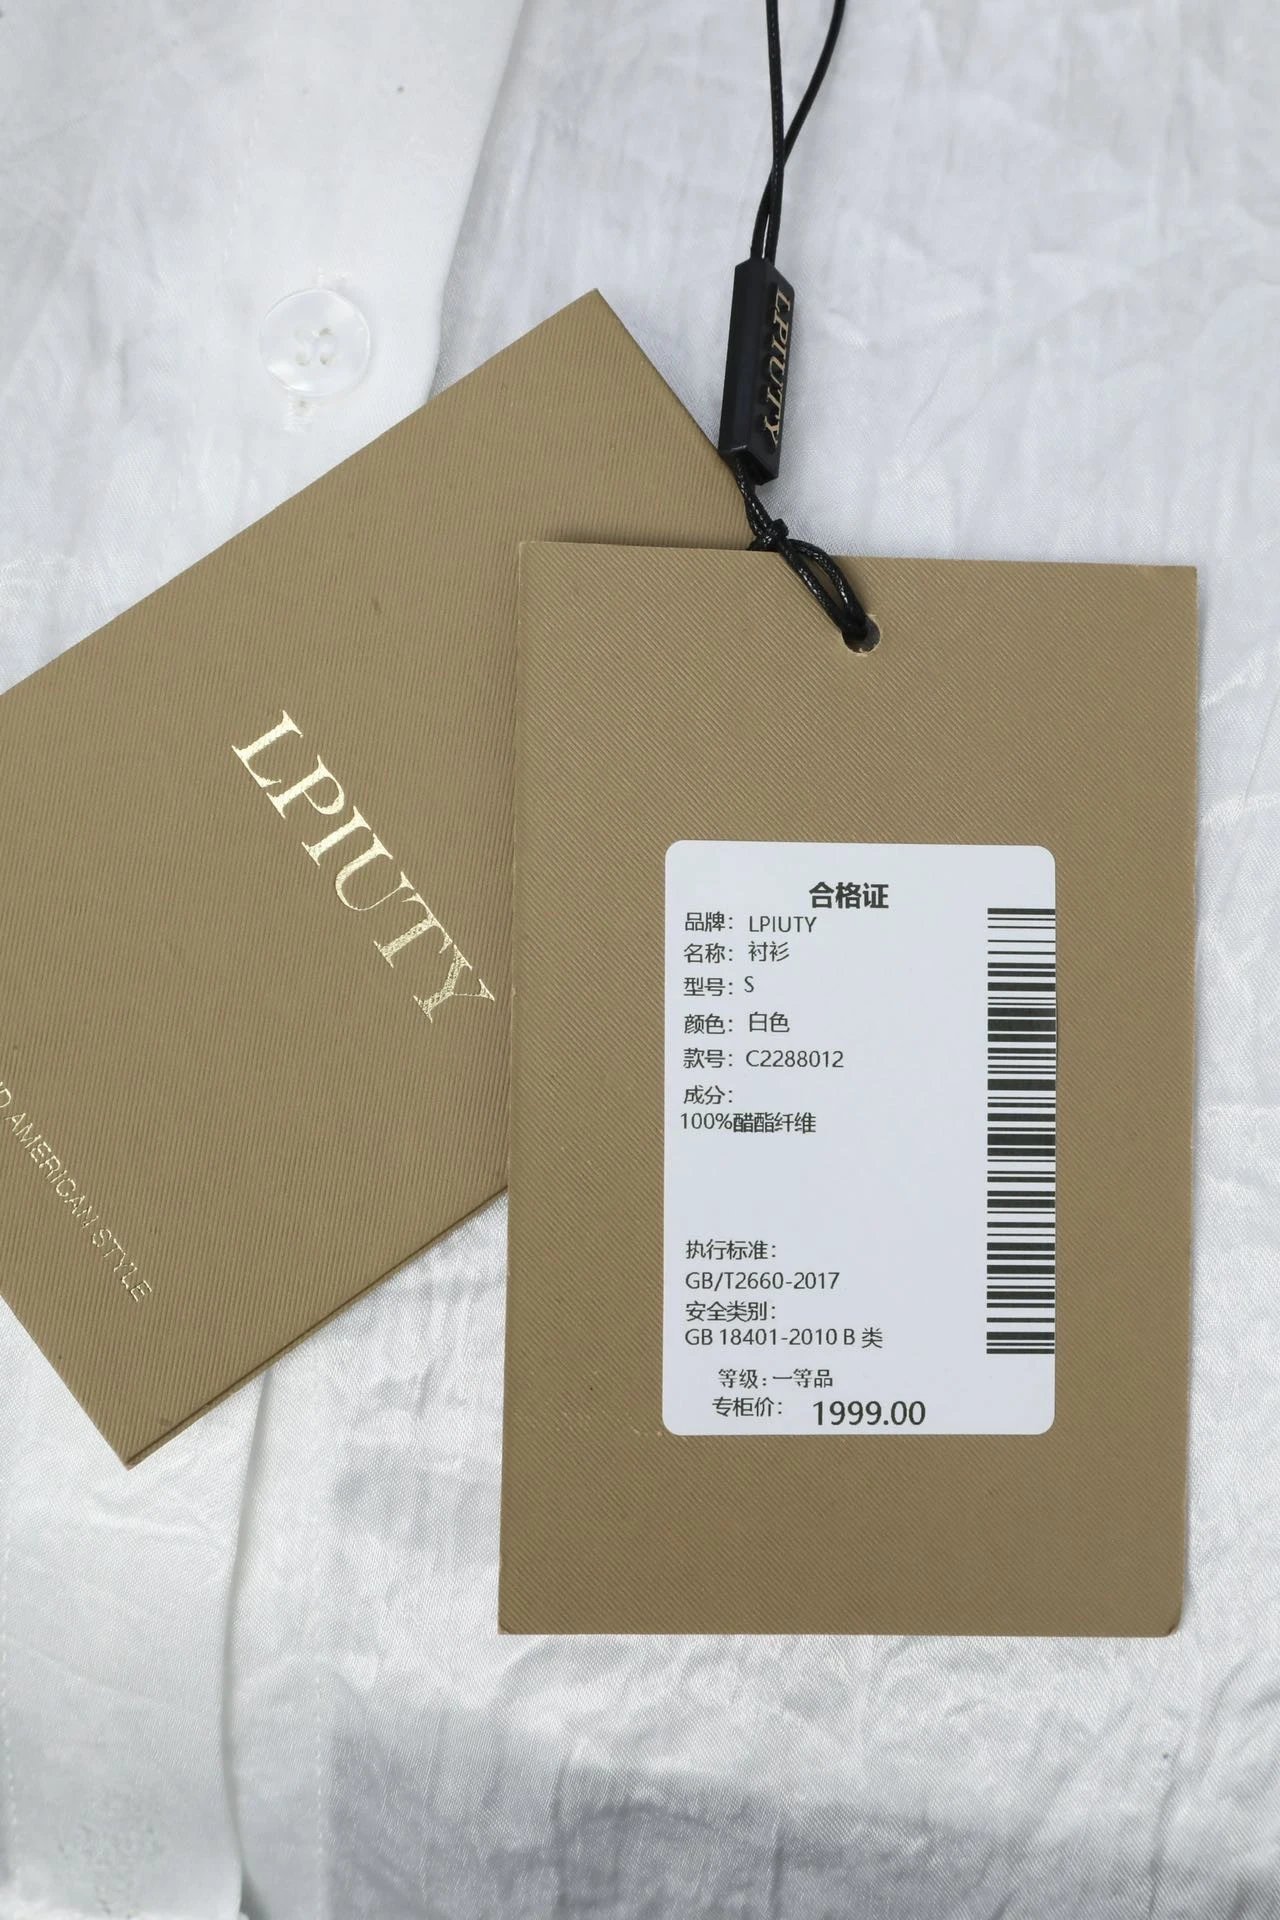 LPIUTY
LPIUTY
AMERICAN STYLE
合格证
品牌： LPIUTY
名称： 衬衫
型号： S
颜色： 白色
款号： C2288012
成分：
100%醋酯纤维
执行标准：
GB/T2660-2017
安全类别：
GB 18401-2010 B 类
等级：一等品
专柜价： 1999.00